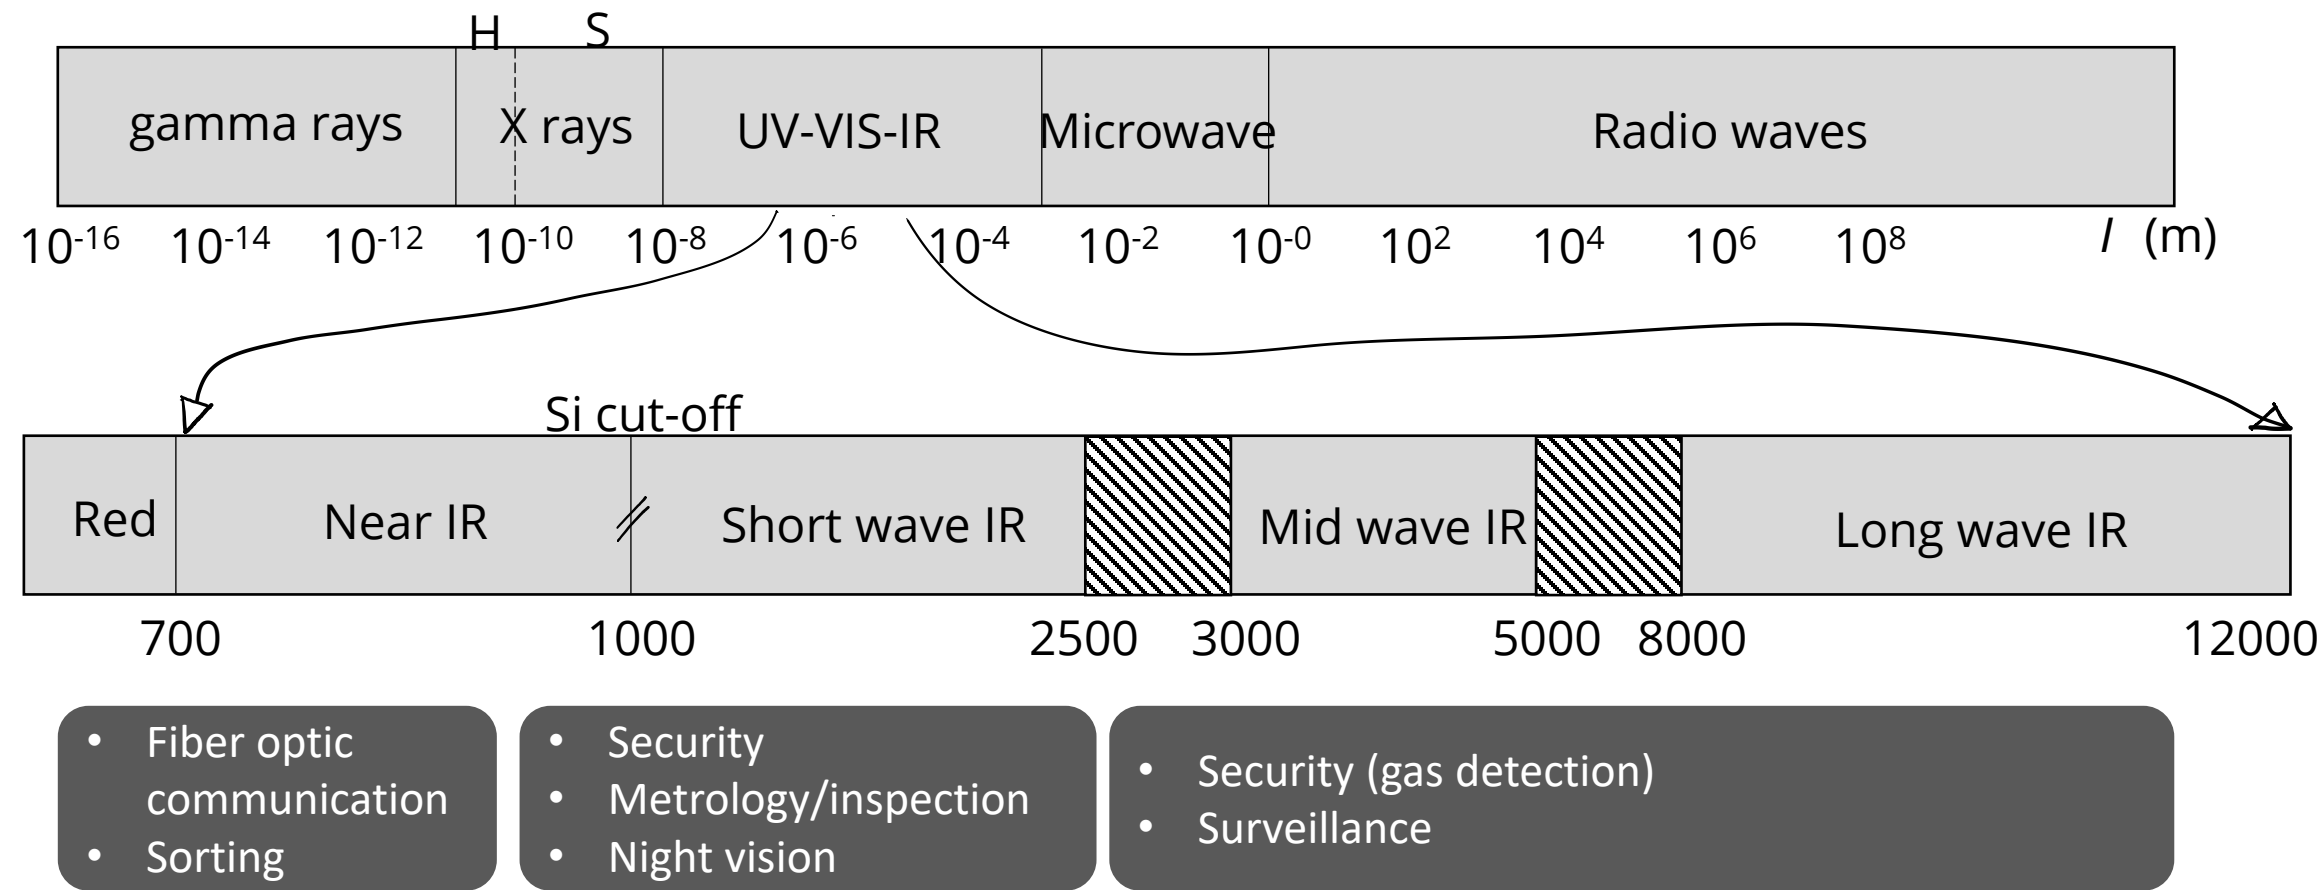 H S
gamma rays X rays UV-VIS-IR Microwave Radio waves
10⁻¹⁶ 10⁻¹⁴ 10⁻¹² 10⁻¹⁰ 10⁻⁸ 10⁻⁶ 10⁻⁴ 10⁻² 10⁻⁰ 10² 10⁴ 10⁶ 10⁸ l (m)
Si cut-off
Red Near IR Short wave IR Mid wave IR Long wave IR
700 1000 2500 3000 5000 8000 12000
• Fiber optic
communication
• Sorting
• Security
• Metrology/inspection
• Night vision
• Security (gas detection)
• Surveillance